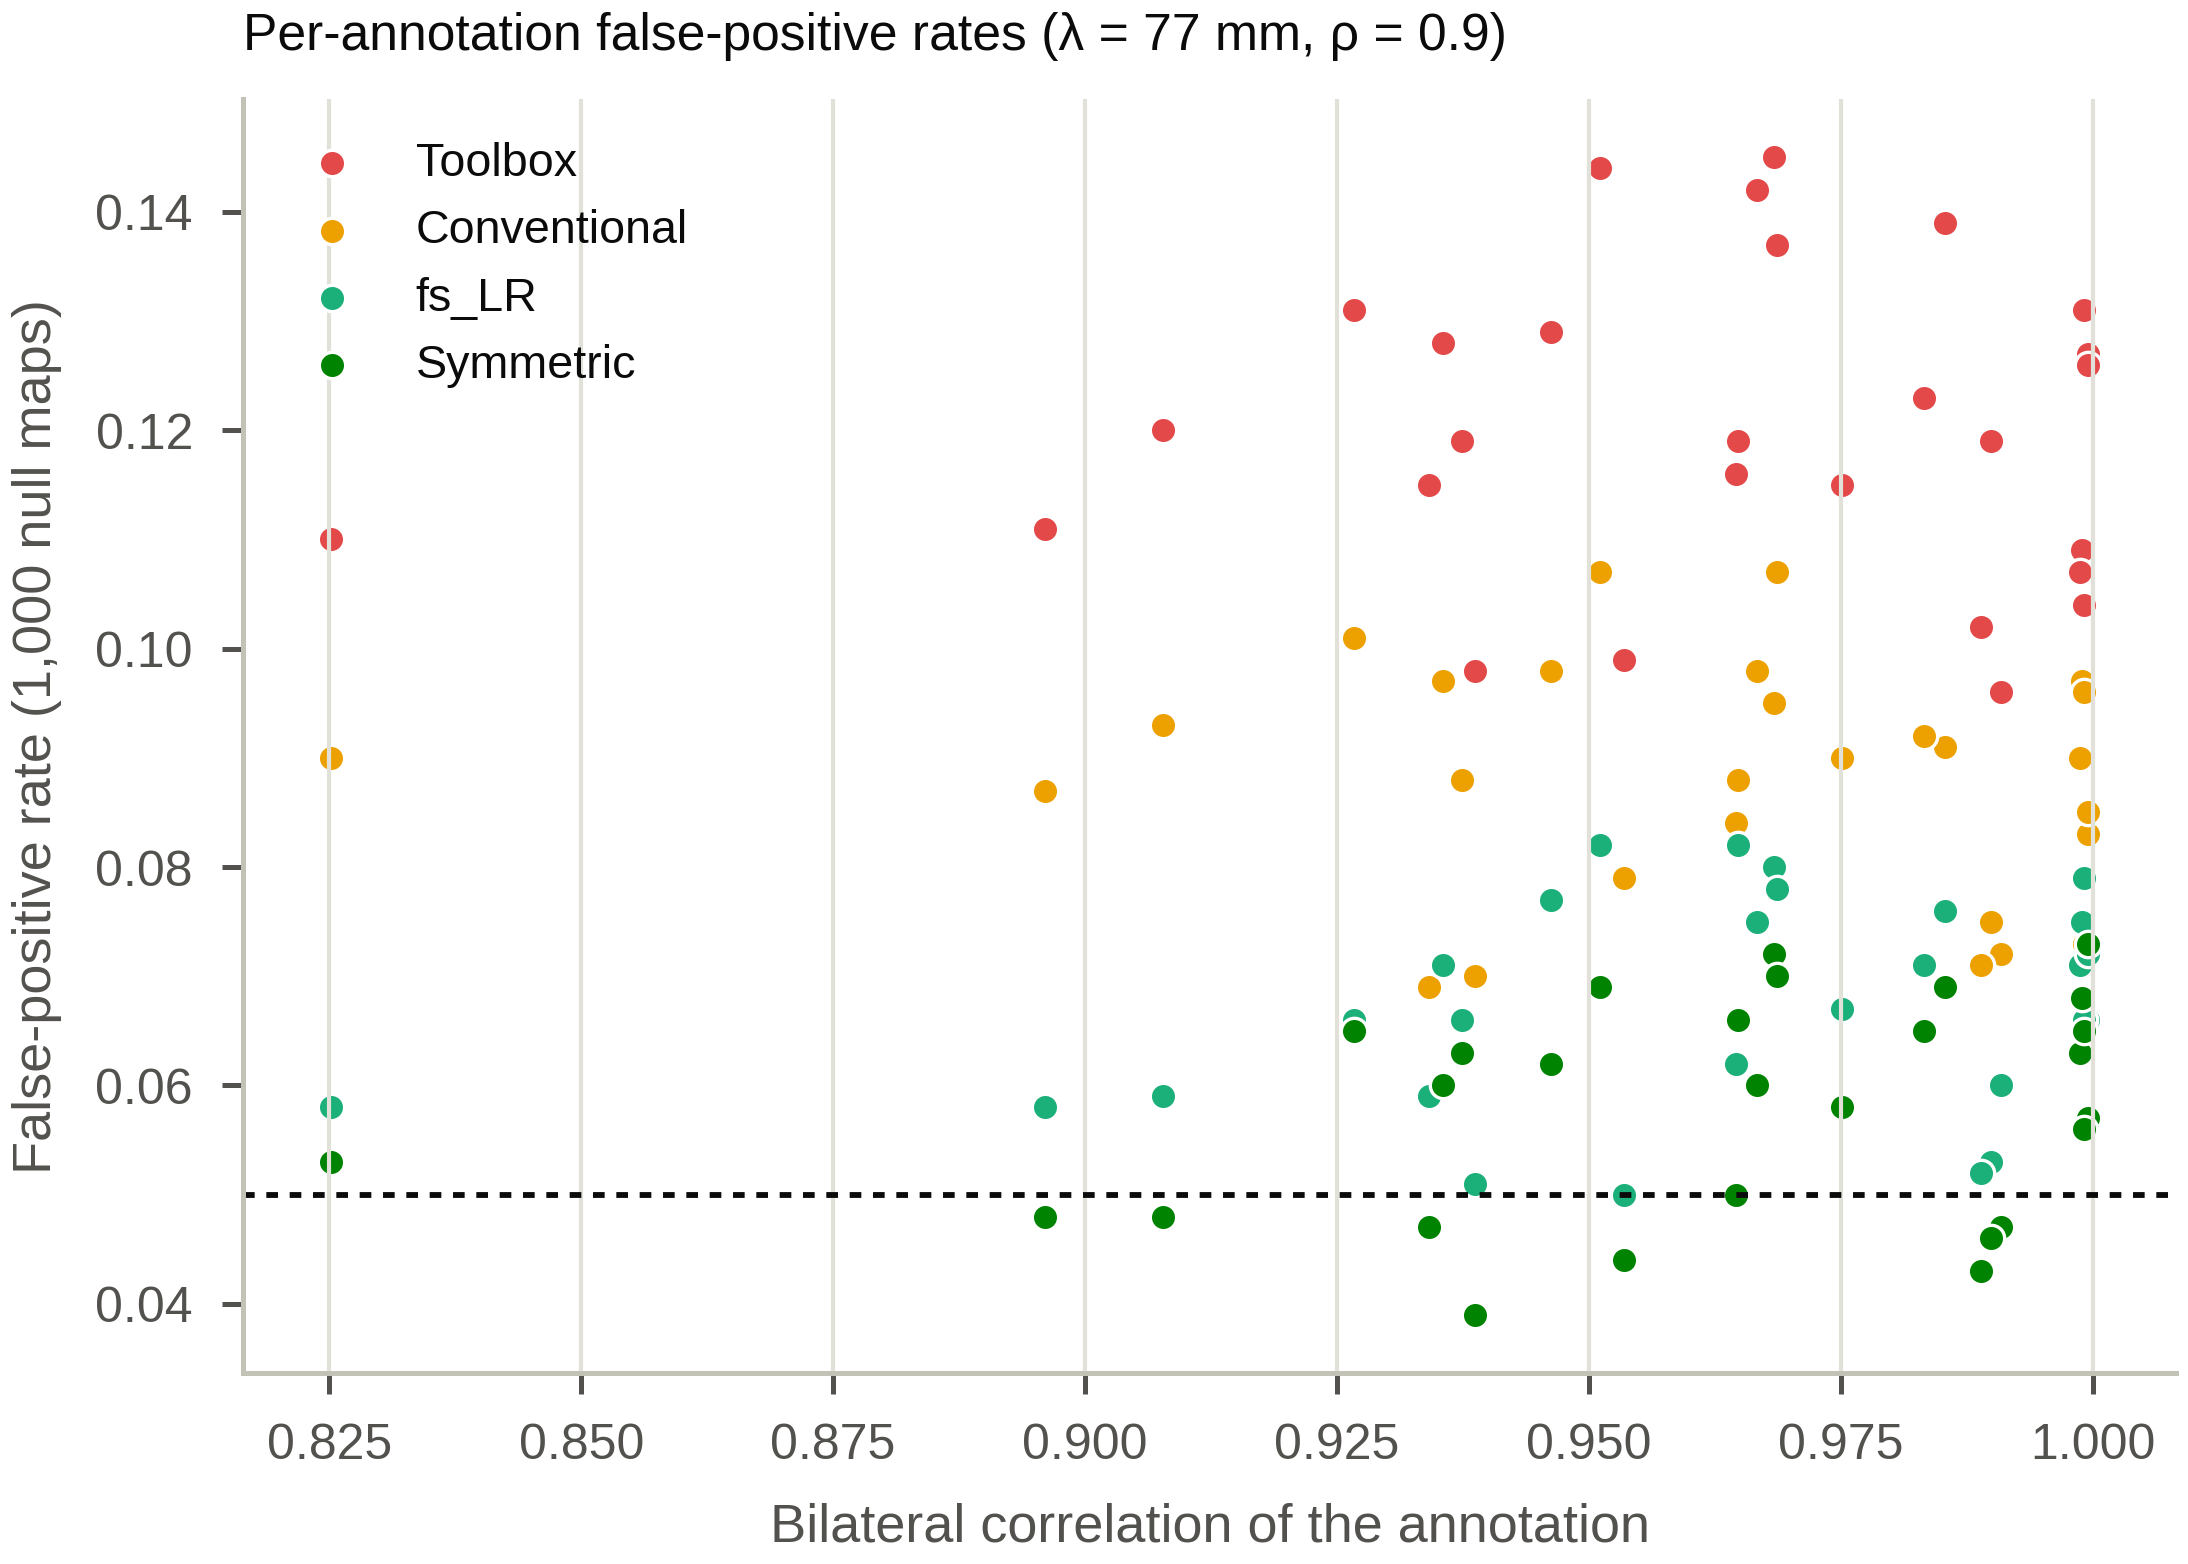 Per-annotation false-positive rates (λ = 77 mm, ρ = 0.9)
Toolbox
Conventional
fs_LR
Symmetric
False-positive rate (1,000 null maps)
0.14
0.12
0.10
0.08
0.06
0.04
0.825 0.850 0.875 0.900 0.925 0.950 0.975 1.000
Bilateral correlation of the annotation